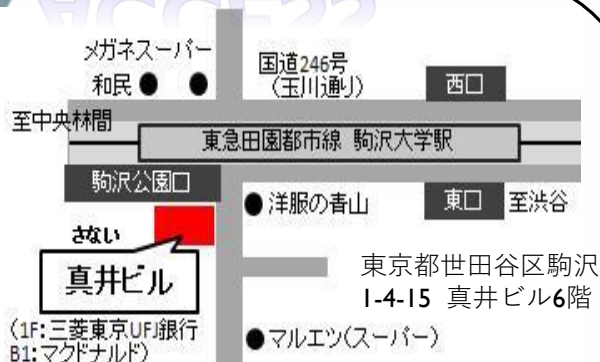 ACCESS
メガネスーパー
和民● ●
国道246号
(玉川通り)
西口
至中央林間
東急田園都市線 駒沢大学駅
駒沢公園口
●洋服の青山
東口
至渋谷
さない
真井ビル
東京都世田谷区駒沢
1-4-15 真井ビル6階
(1F:三菱東京UFJ銀行
B1:マクドナルド)
●マルエツ(スーパー)